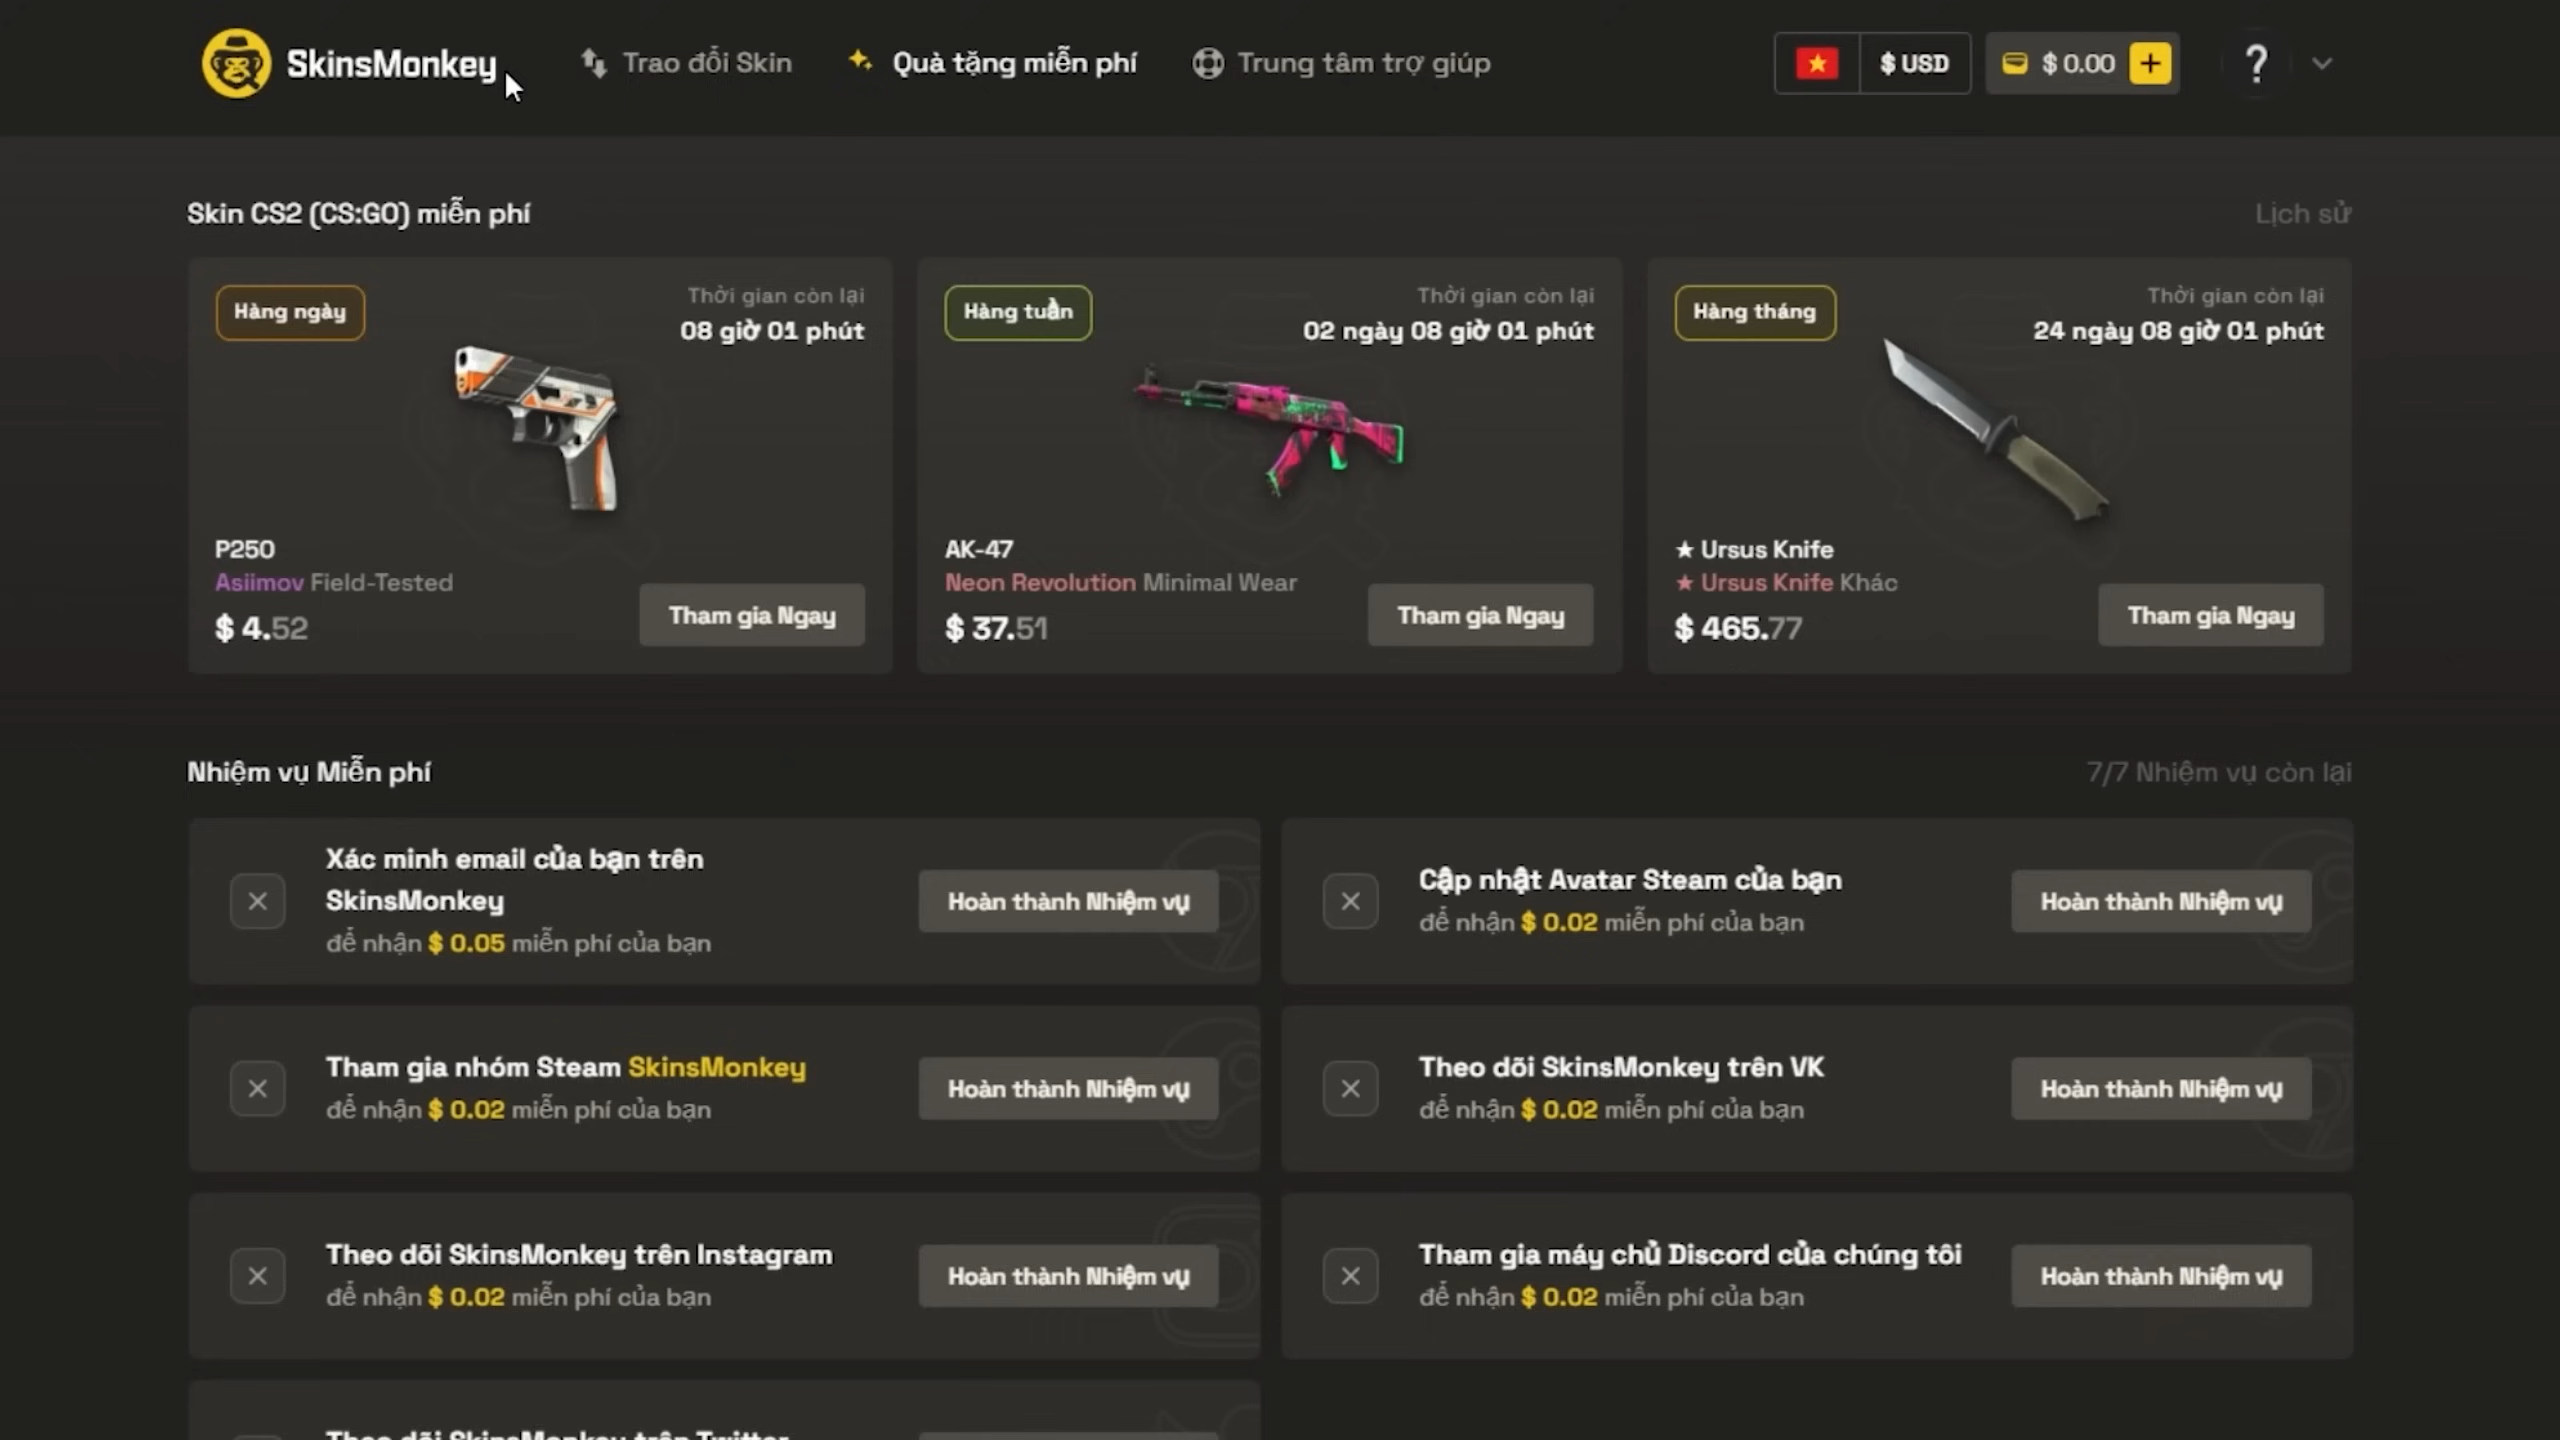 SkinsMonkey
Trao đổi Skin
Quà tặng miễn phí
Trung tâm trợ giúp
$ USD
$ 0.00
?
Skin CS2 (CS:GO) miễn phí
Lịch sử
Hàng ngày
Thời gian còn lại
08 giờ 01 phút
P250
Asiimov Field-Tested
$ 4.52
Tham gia Ngay
Hàng tuần
Thời gian còn lại
02 ngày 08 giờ 01 phút
AK-47
Neon Revolution Minimal Wear
$ 37.51
Tham gia Ngay
Hàng tháng
Thời gian còn lại
24 ngày 08 giờ 01 phút
★ Ursus Knife
★ Ursus Knife Khác
$ 465.77
Tham gia Ngay
Nhiệm vụ Miễn phí
7/7 Nhiệm vụ còn lại
Xác minh email của bạn trên
SkinsMonkey
để nhận $ 0.05 miễn phí của bạn
Hoàn thành Nhiệm vụ
Cập nhật Avatar Steam của bạn
để nhận $ 0.02 miễn phí của bạn
Hoàn thành Nhiệm vụ
Tham gia nhóm Steam SkinsMonkey
để nhận $ 0.02 miễn phí của bạn
Hoàn thành Nhiệm vụ
Theo dõi SkinsMonkey trên VK
để nhận $ 0.02 miễn phí của bạn
Hoàn thành Nhiệm vụ
Theo dõi SkinsMonkey trên Instagram
để nhận $ 0.02 miễn phí của bạn
Hoàn thành Nhiệm vụ
Tham gia máy chủ Discord của chúng tôi
để nhận $ 0.02 miễn phí của bạn
Hoàn thành Nhiệm vụ
Theo dõi SkinsMonkey trên Twitter